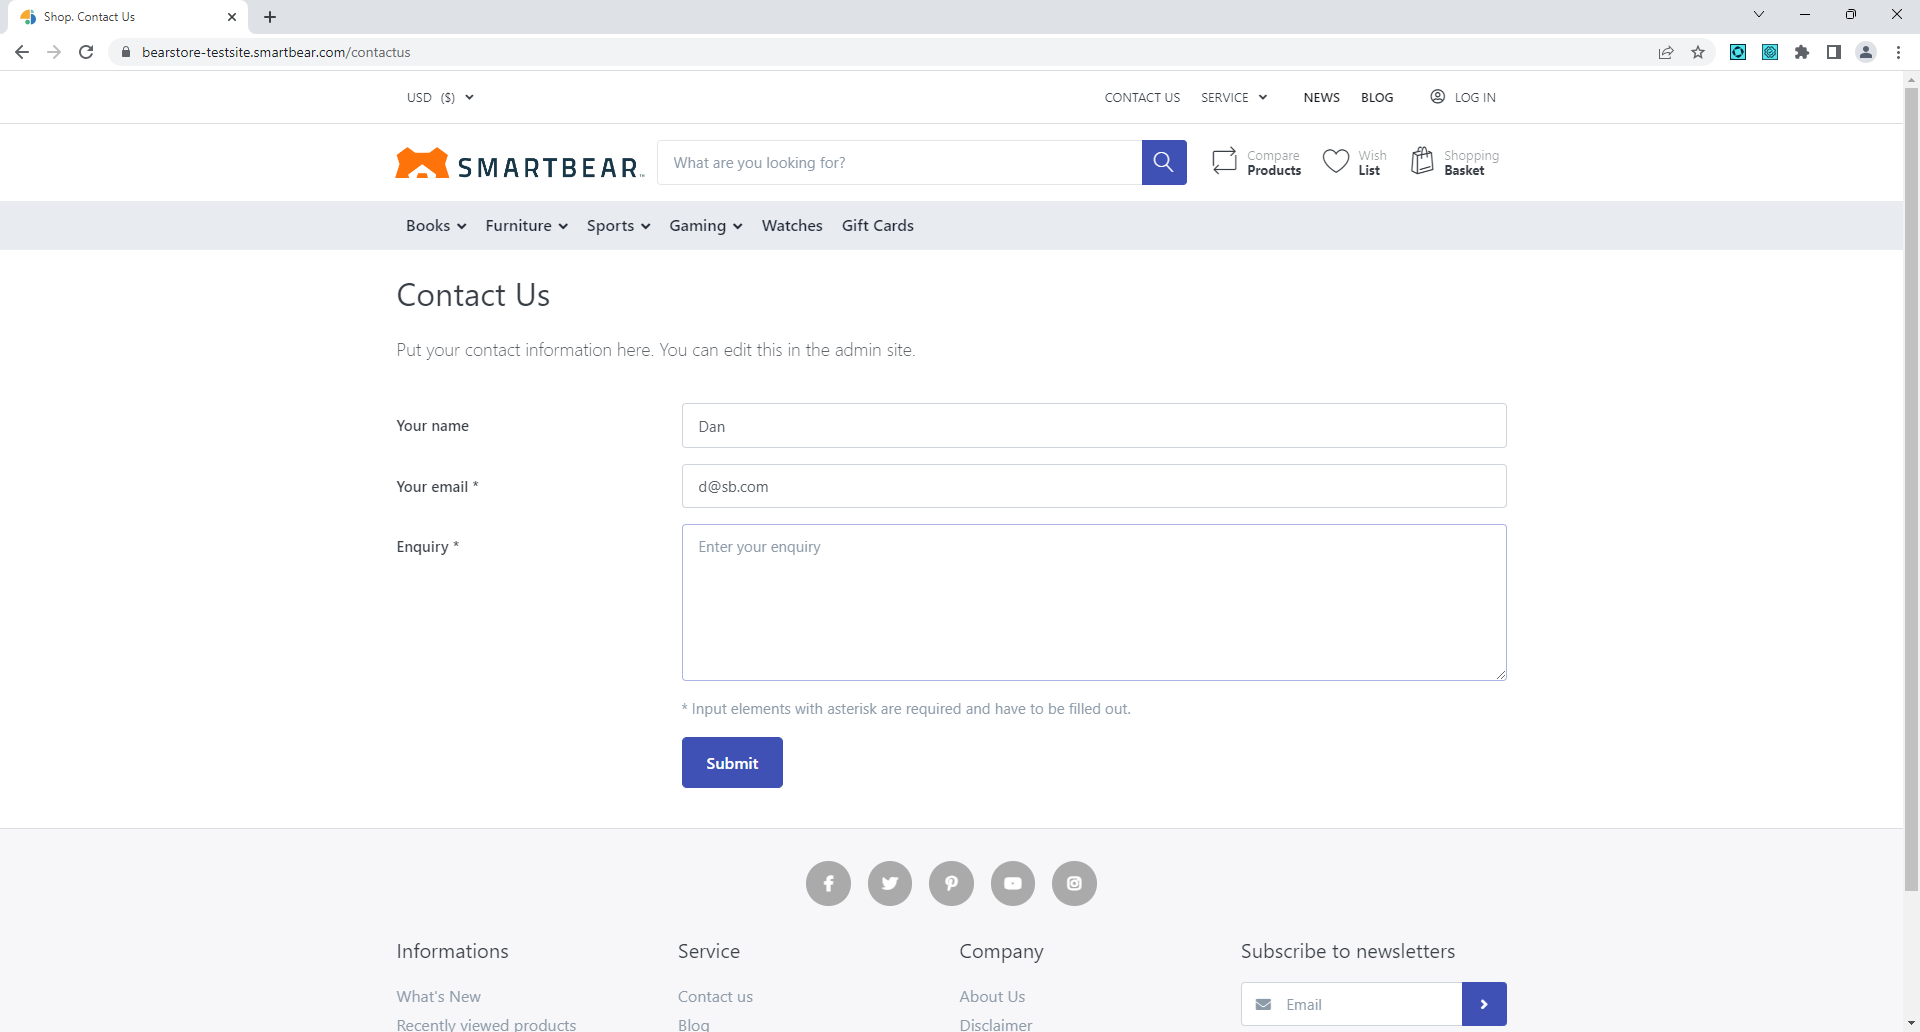 Shop. Contact Us
bearstore-testsite.smartbear.com/contactus
USD ($)
CONTACT US SERVICE NEWS BLOG LOG IN
SMARTBEAR
What are you looking for?
Compare Products
Wish List
Shopping Basket
Books Furniture Sports Gaming Watches Gift Cards
Contact Us
Put your contact information here. You can edit this in the admin site.
Your name
Dan
Your email *
d@sb.com
Enquiry *
Enter your enquiry
* Input elements with asterisk are required and have to be filled out.
Submit
Informations
What's New
Recently viewed products
Service
Contact us
Blog
Company
About Us
Disclaimer
Subscribe to newsletters
Email